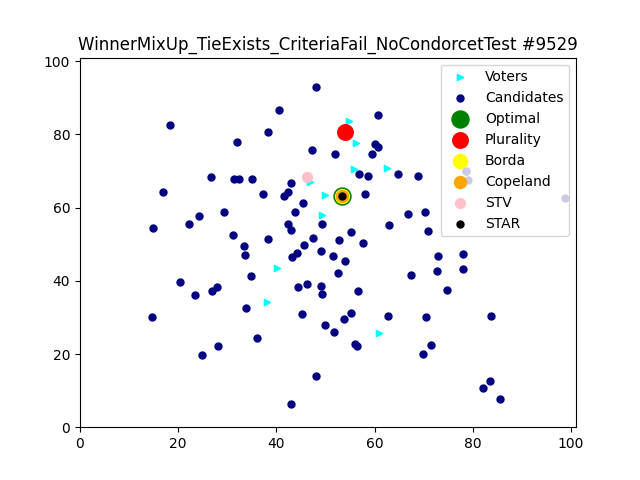 WinnerMixUp_TieExists_CriteriaFail_NoCondorcetTest #9529
100
80
60
40
20
0
0 20 40 60 80 100
Voters
Candidates
Optimal
Plurality
Borda
Copeland
STV
STAR